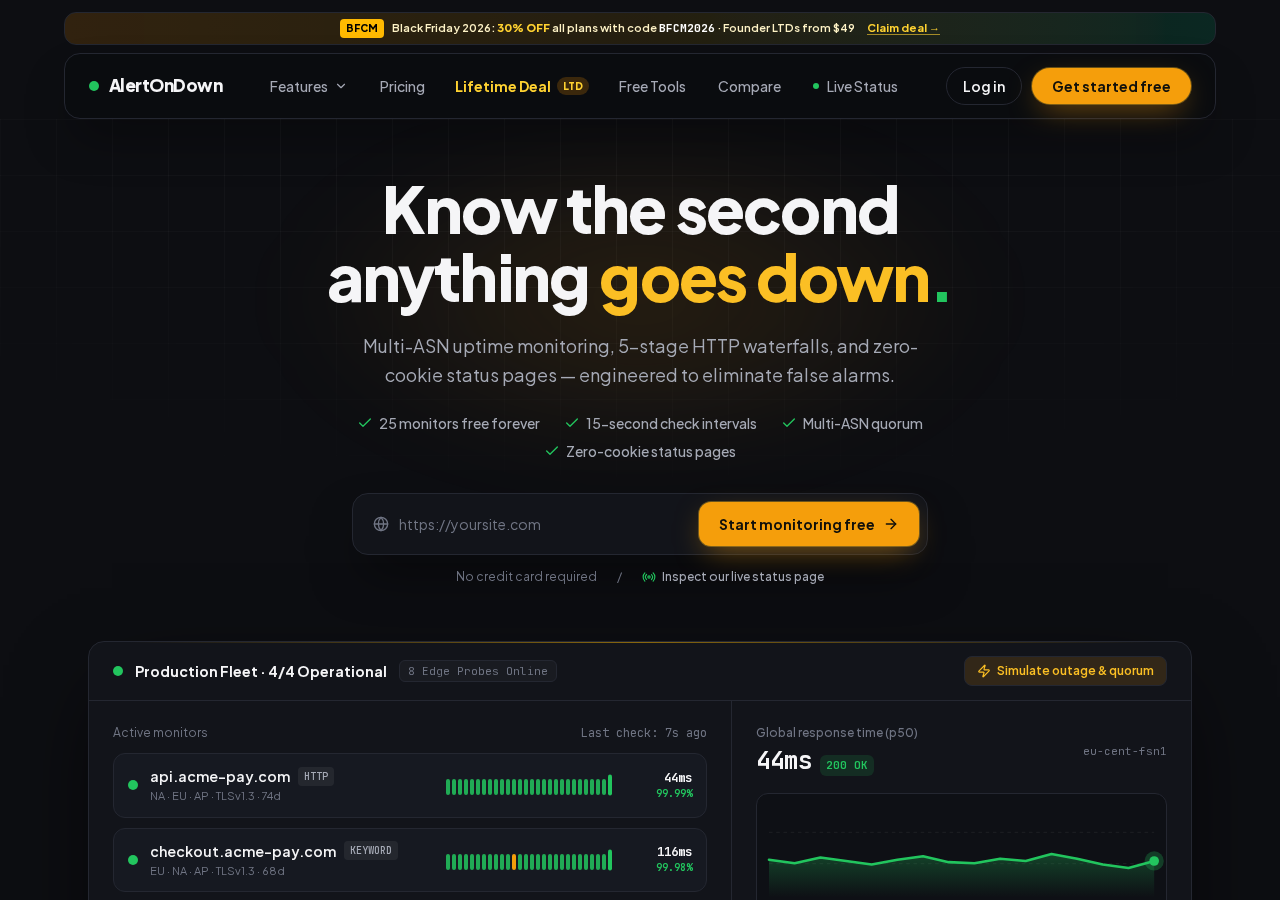 BFCM Black Friday 2026: 30% OFF all plans with code BFCM2026 · Founder LTDs from $49 Claim deal →
AlertOnDown Features Pricing Lifetime Deal LTD Free Tools Compare Live Status Log in Get started free
Know the second
anything goes down.
Multi-ASN uptime monitoring, 5-stage HTTP waterfalls, and zero-
cookie status pages — engineered to eliminate false alarms.
25 monitors free forever 15-second check intervals Multi-ASN quorum
Zero-cookie status pages
https://yoursite.com Start monitoring free →
No credit card required / Inspect our live status page
Production Fleet · 4/4 Operational 8 Edge Probes Online Simulate outage & quorum
Active monitors Last check: 7s ago
api.acme-pay.com HTTP 44ms
NA · EU · AP · TLSv1.3 · 74d 99.99%
checkout.acme-pay.com KEYWORD 116ms
EU · NA · AP · TLSv1.3 · 68d 99.98%
Global response time (p50)
44ms 200 OK eu-cent-fsn1